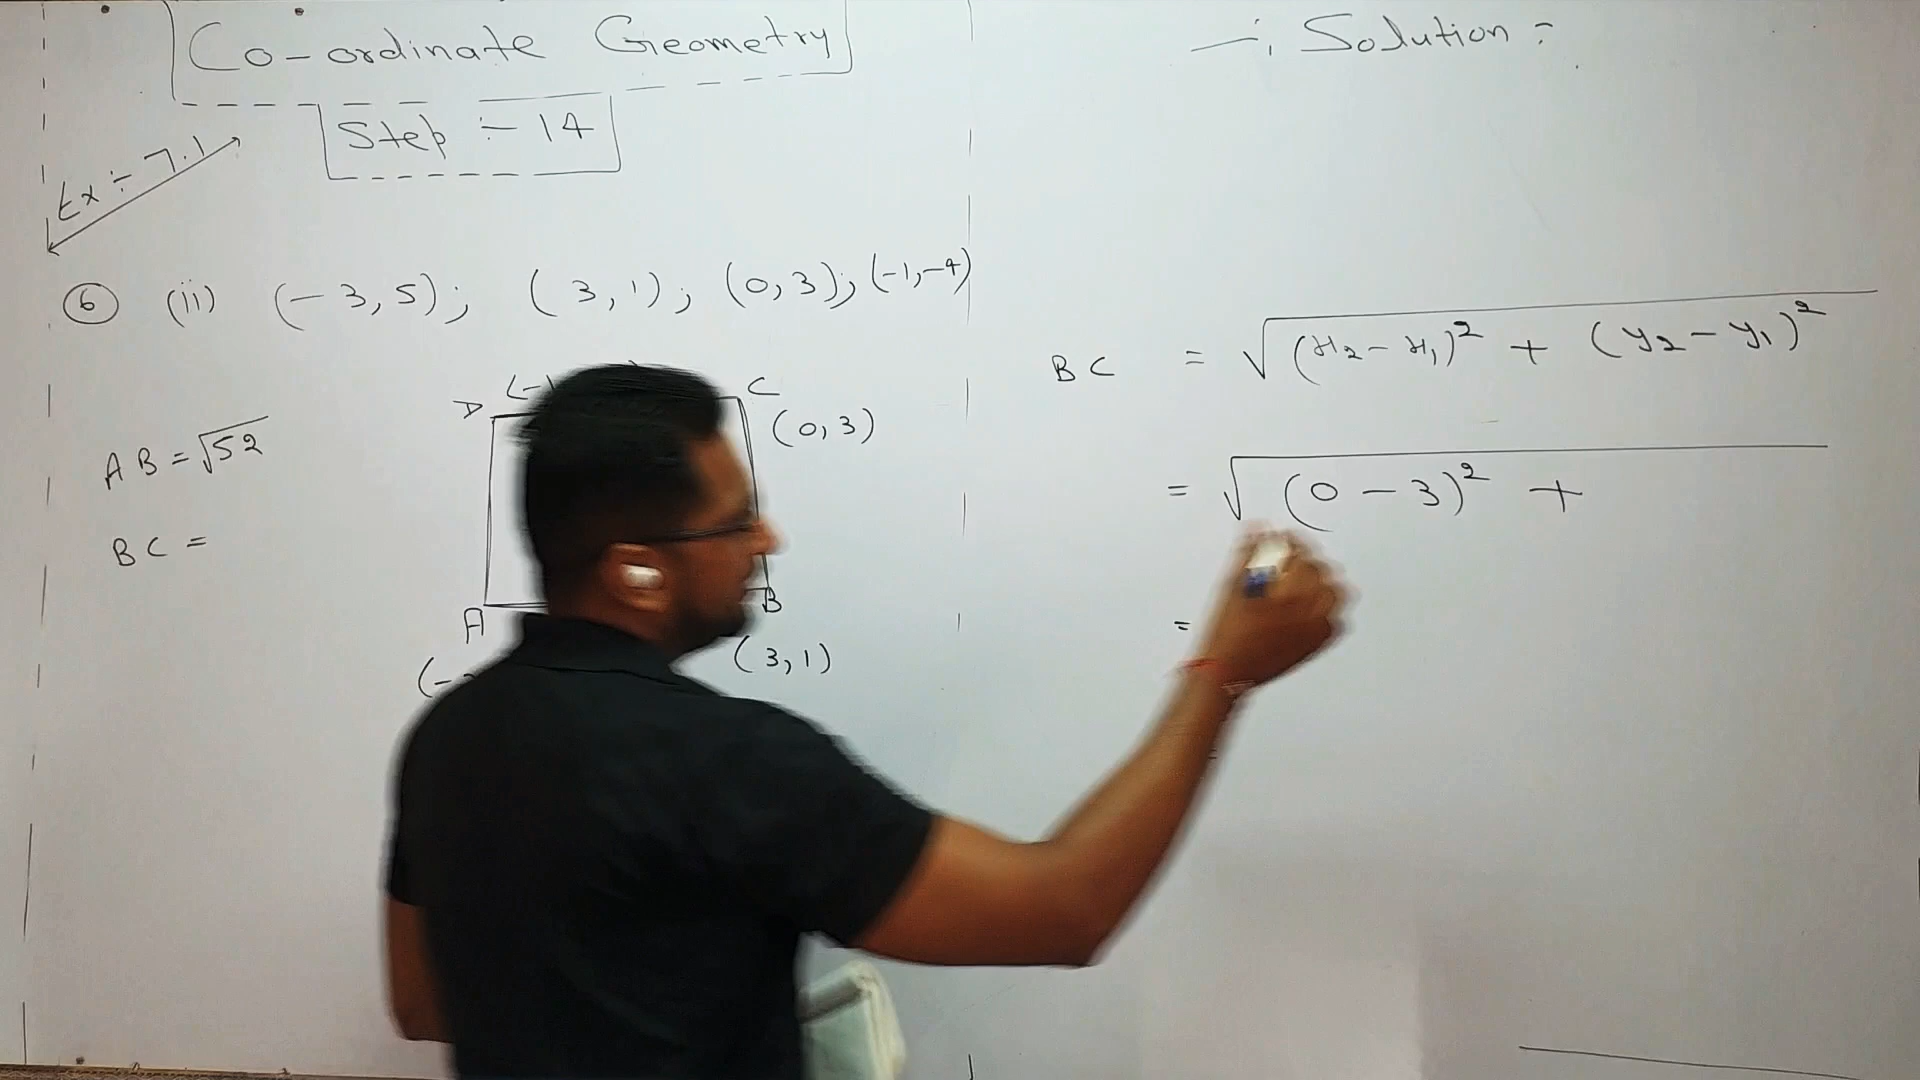 Co-ordinate Geometry
Step :- 14
Ex :- 7.1
6 (ii) (-3,5); (3,1); (0,3); (-1,-4)
AB = √52
BC =
D (-1
C
(0,3)
A
B
(3,1)
:- Solution :-
BC = √(x₂-x₁)² + (y₂-y₁)²
= √(0-3)² +
=
=